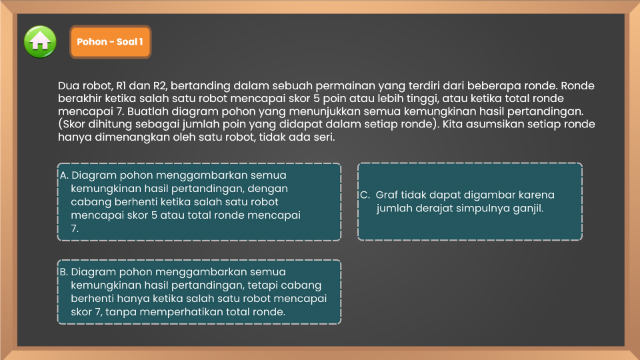 Pohon - Soal 1
Dua robot, R1 dan R2, bertanding dalam sebuah permainan yang terdiri dari beberapa ronde. Ronde
berakhir ketika salah satu robot mencapai skor 5 poin atau lebih tinggi, atau ketika total ronde
mencapai 7. Buatlah diagram pohon yang menunjukkan semua kemungkinan hasil pertandingan.
(Skor dihitung sebagai jumlah poin yang didapat dalam setiap ronde). Kita asumsikan setiap ronde
hanya dimenangkan oleh satu robot, tidak ada seri.
A. Diagram pohon menggambarkan semua
kemungkinan hasil pertandingan, dengan
cabang berhenti ketika salah satu robot
mencapai skor 5 atau total ronde mencapai
7.
C. Graf tidak dapat digambar karena
jumlah derajat simpulnya ganjil.
B. Diagram pohon menggambarkan semua
kemungkinan hasil pertandingan, tetapi cabang
berhenti hanya ketika salah satu robot mencapai
skor 7, tanpa memperhatikan total ronde.